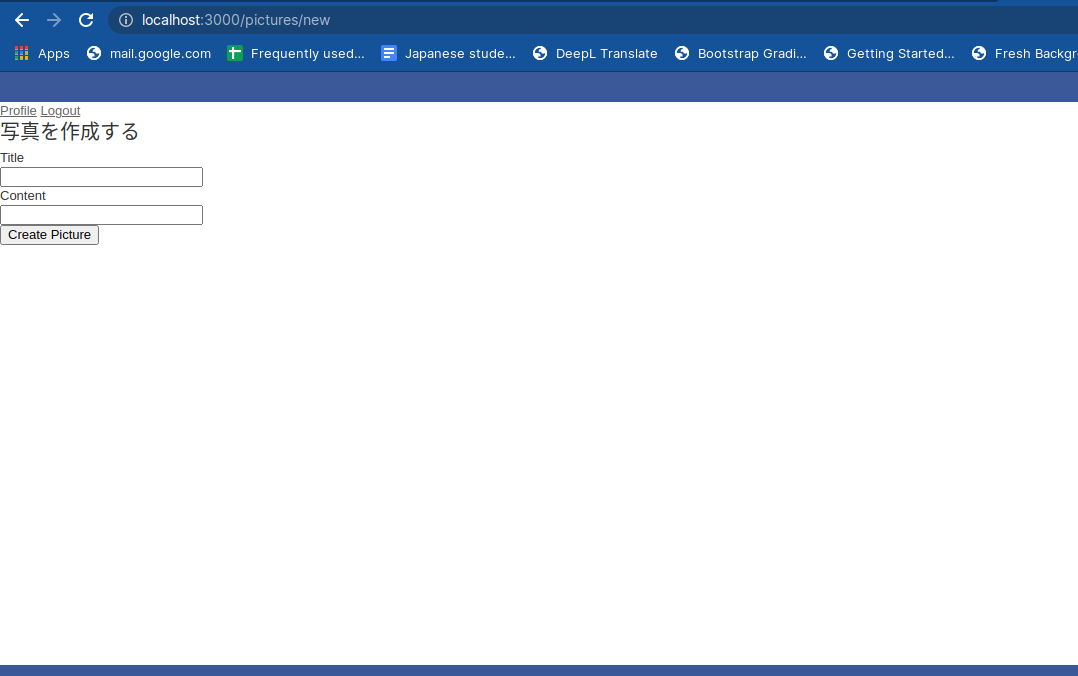 localhost:3000/pictures/new
Apps mail.google.com Frequently used... Japanese stude... DeepL Translate Bootstrap Gradi... Getting Started... Fresh Backgr
Profile Logout
写真を作成する
Title
Content
Create Picture